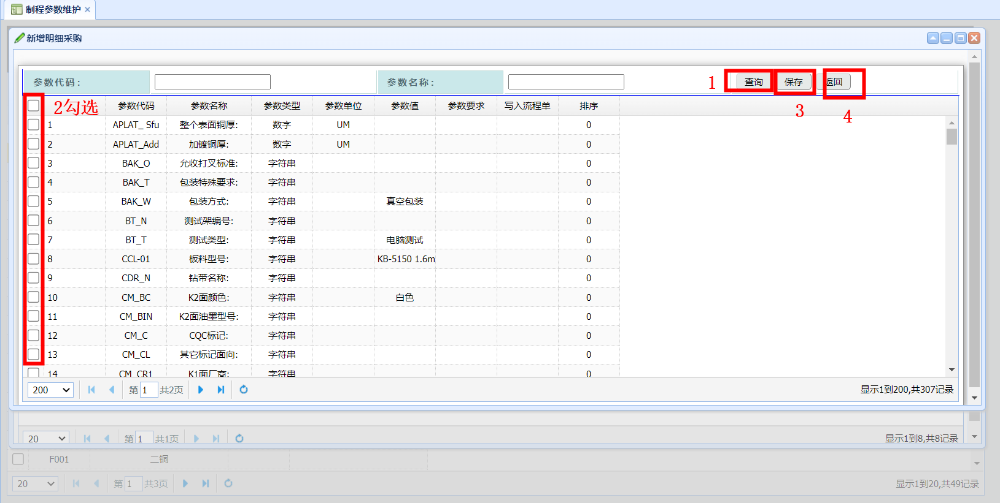 制程参数维护
新增明细采购
参数代码： 参数名称： 1 查询 保存 返回
2勾选 参数代码 参数名称 参数类型 参数单位 参数值 参数要求 写入流程单 排序 3 4
1 APLAT_ Sfu 整个表面铜厚: 数字 UM 0
2 APLAT_Add 加镀铜厚: 数字 UM 0
3 BAK_O 允收打叉标准: 字符串 0
4 BAK_T 包装特殊要求: 字符串 0
5 BAK_W 包装方式: 字符串 真空包装 0
6 BT_N 测试架编号: 字符串 0
7 BT_T 测试类型: 字符串 电脑测试 0
8 CCL-01 板料型号: 字符串 KB-5150 1.6m 0
9 CDR_N 钻带名称: 字符串 0
10 CM_BC K2面颜色: 字符串 白色 0
11 CM_BIN K2面油墨型号: 字符串 0
12 CM_C CQC标记: 字符串 0
13 CM_CL 其它标记面向: 字符串 0
14 CM_CR1 K1面厂商: 字符串 0
200 第 1 共2页 显示1到200,共307记录
20 第 1 共1页 显示1到8,共8记录
F001 二铜
20 第 1 共3页 显示1到20,共49记录